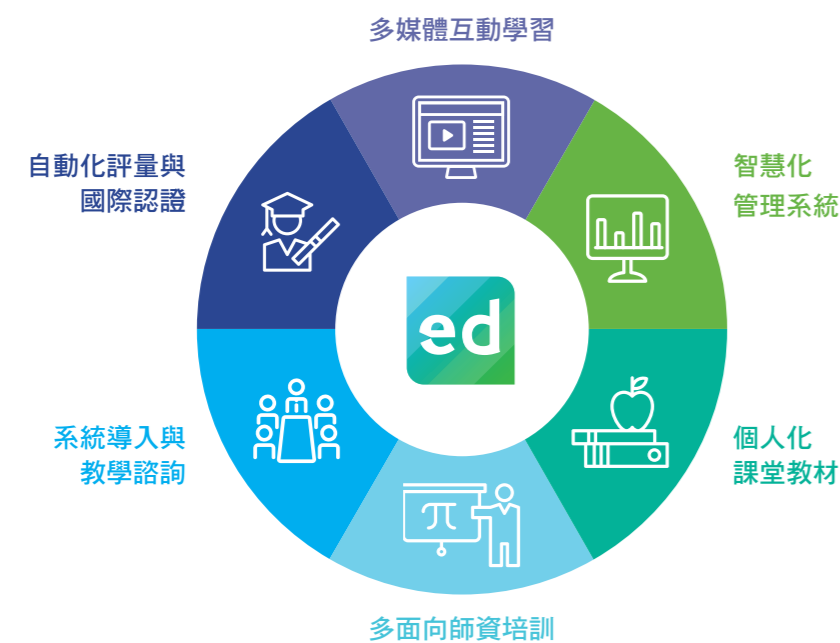 多媒體互動學習
自動化評量與
國際認證
智慧化
管理系統
ed
系統導入與
教學諮詢
個人化
課堂教材
π
多面向師資培訓